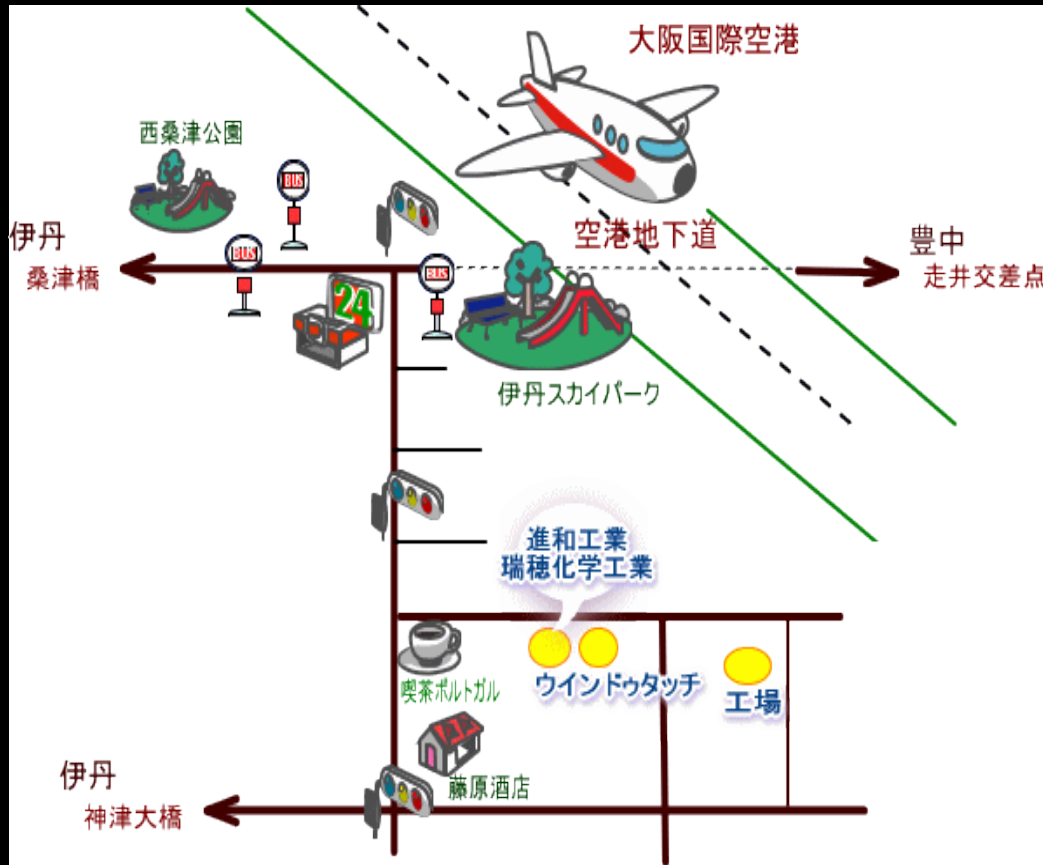 大阪国際空港
西桑津公園
BUS
伊丹
桑津橋
BUS
BUS
空港地下道
豊中
走井交差点
24
伊丹スカイパーク
進和工業
瑞穂化学工業
喫茶ポルトガル
ウインドゥタッチ
工場
藤原酒店
伊丹
神津大橋